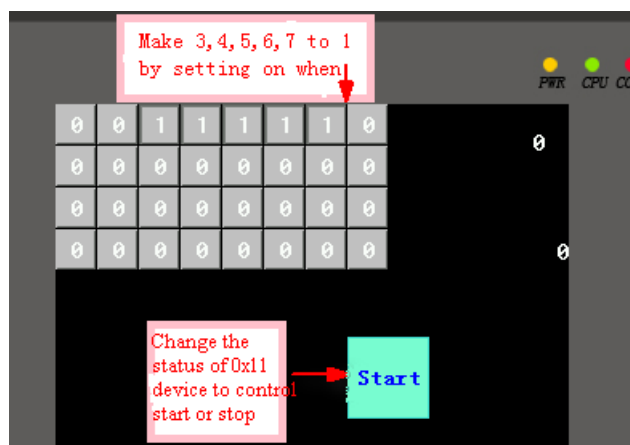 Make 3,4,5,6,7 to 1
by setting on when
PWR CPU
0 0 1 1 1 1 1 0
0
0 0 0 0 0 0 0 0
0 0 0 0 0 0 0 0
0 0 0 0 0 0 0 0
0
Change the
status of 0x11
device to control
start or stop
Start